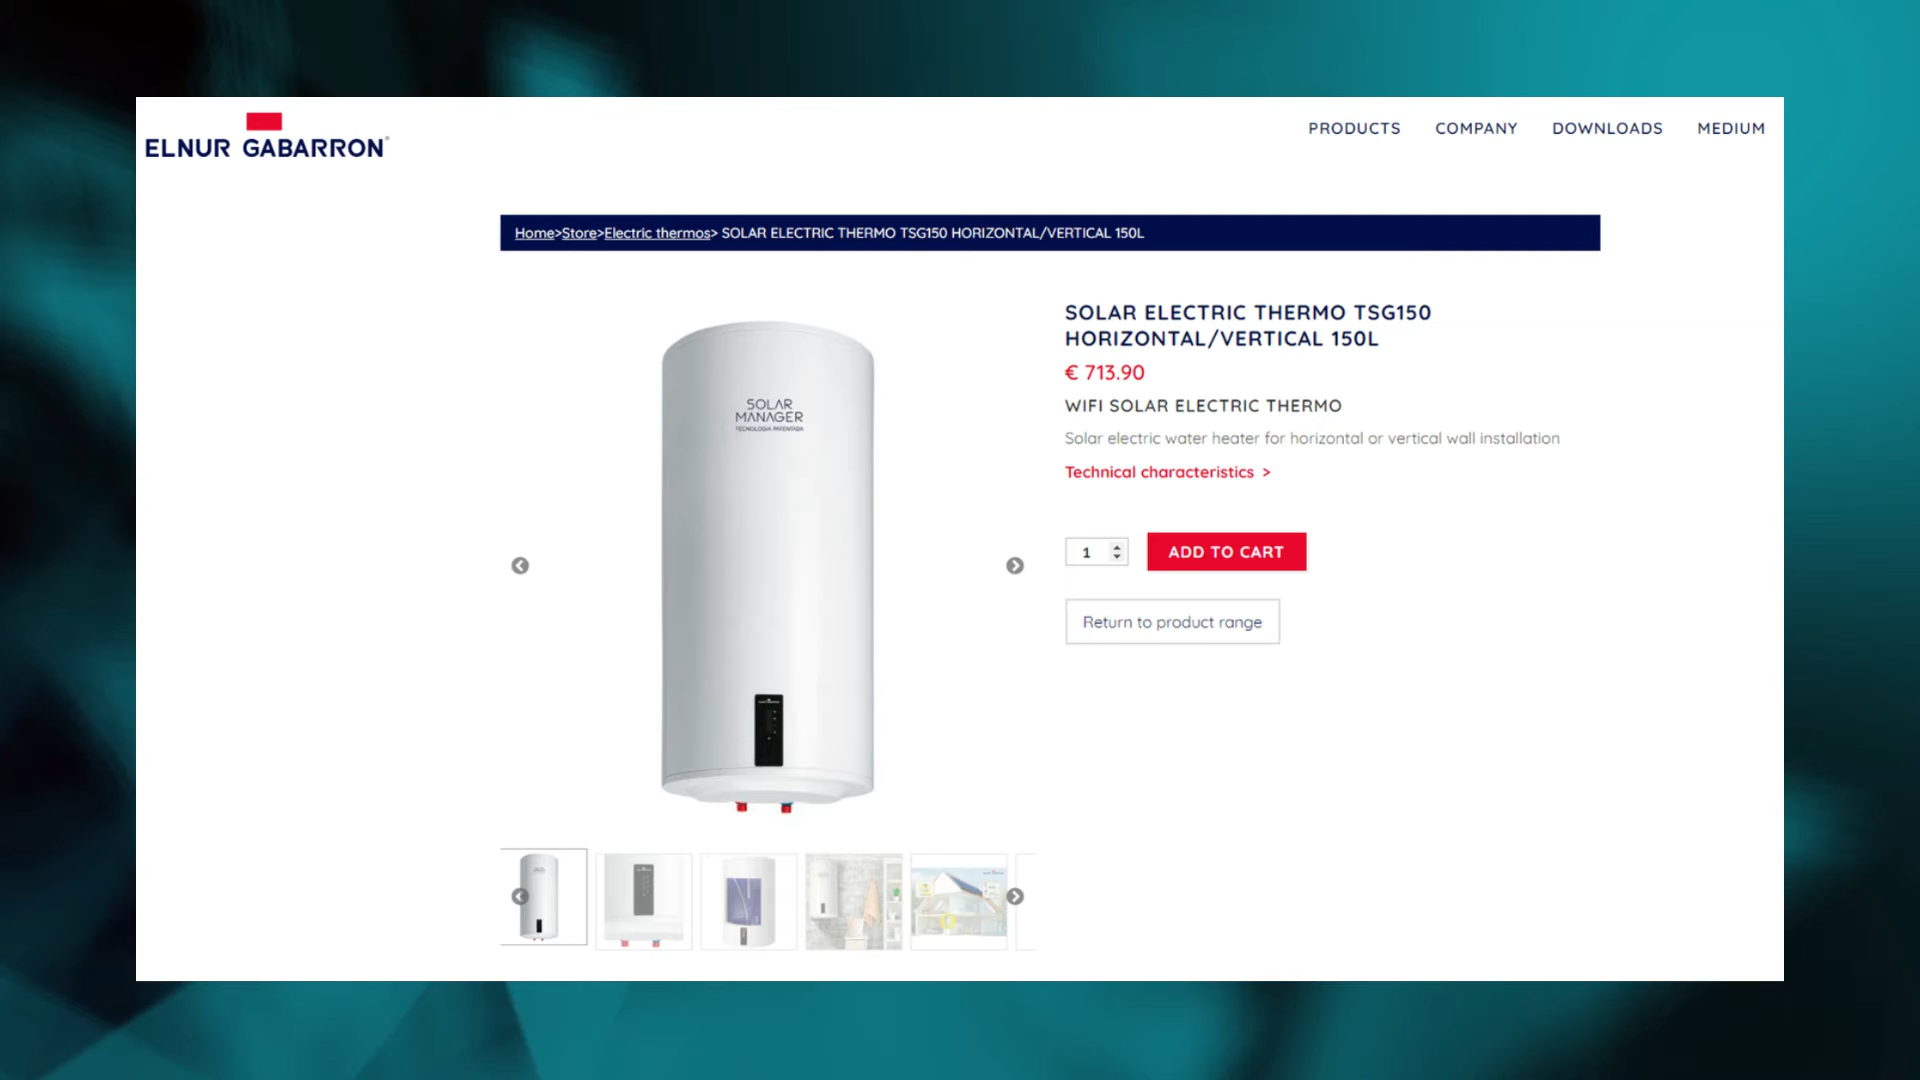 ELNUR GABARRON®
PRODUCTS COMPANY DOWNLOADS MEDIUM
Home>Store>Electric thermos> SOLAR ELECTRIC THERMO TSG150 HORIZONTAL/VERTICAL 150L
SOLAR ELECTRIC THERMO TSG150
HORIZONTAL/VERTICAL 150L
€ 713.90
WIFI SOLAR ELECTRIC THERMO
Solar electric water heater for horizontal or vertical wall installation
Technical characteristics >
1
ADD TO CART
Return to product range
SOLAR
MANAGER
TECNOLOGIA PATENTADA